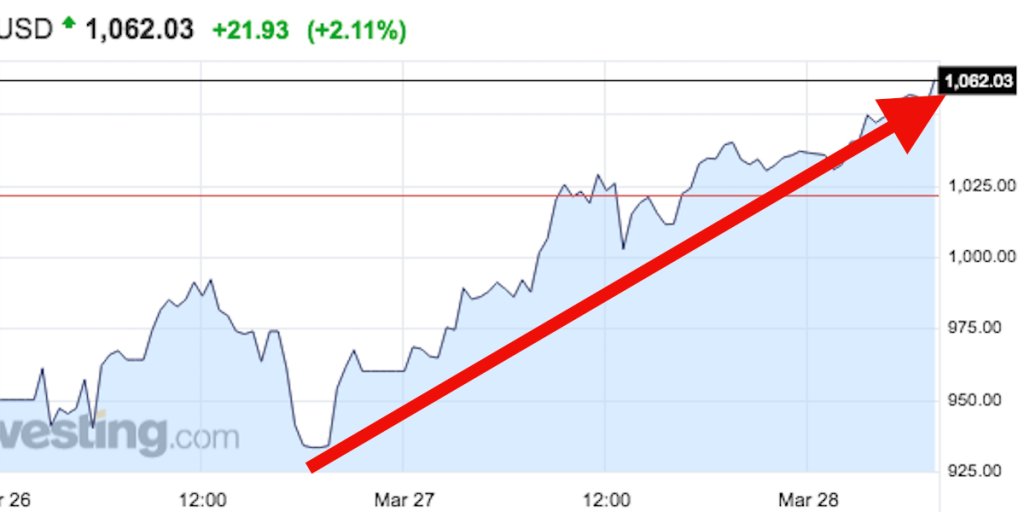 USD 1,062.03 +21.93 (+2.11%)
1,062.03
1,025.00
1,000.00
975.00
950.00
vesting.com
925.00
r 26 12:00 Mar 27 12:00 Mar 28